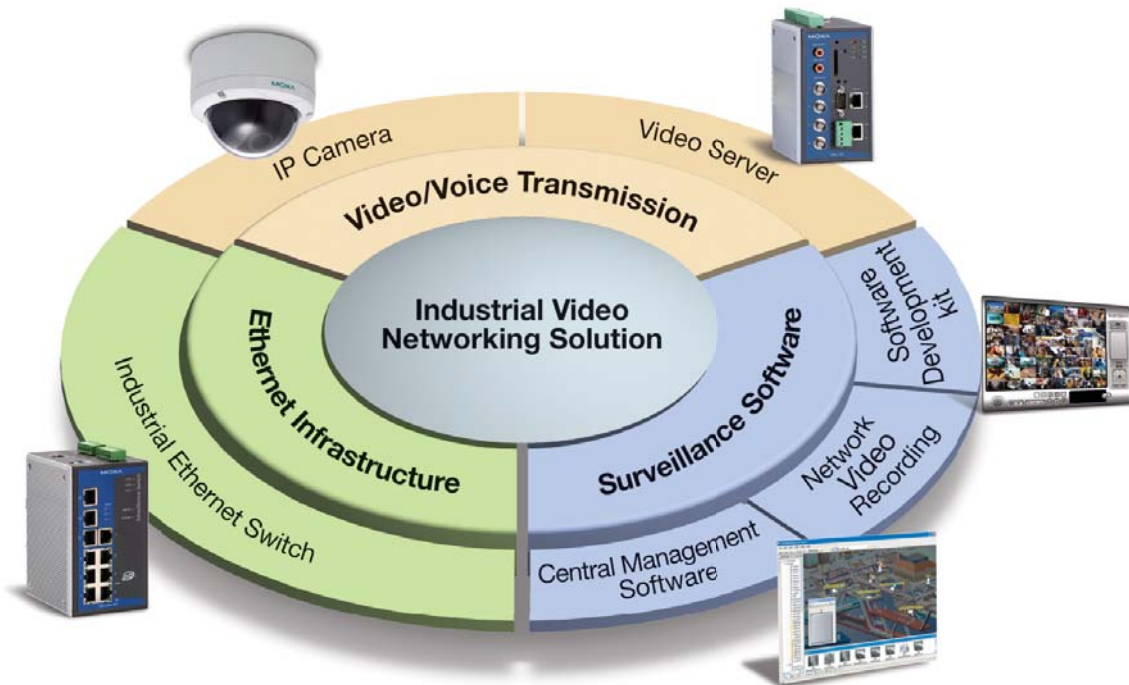 MOXA
MOXA
IP Camera
Video Server
Video/Voice Transmission
Industrial Video
Networking Solution
Ethernet Infrastructure
Industrial Ethernet Switch
Surveillance Software
Software
Development
Kit
Network
Video
Recording
Central Management
Software
MOXA